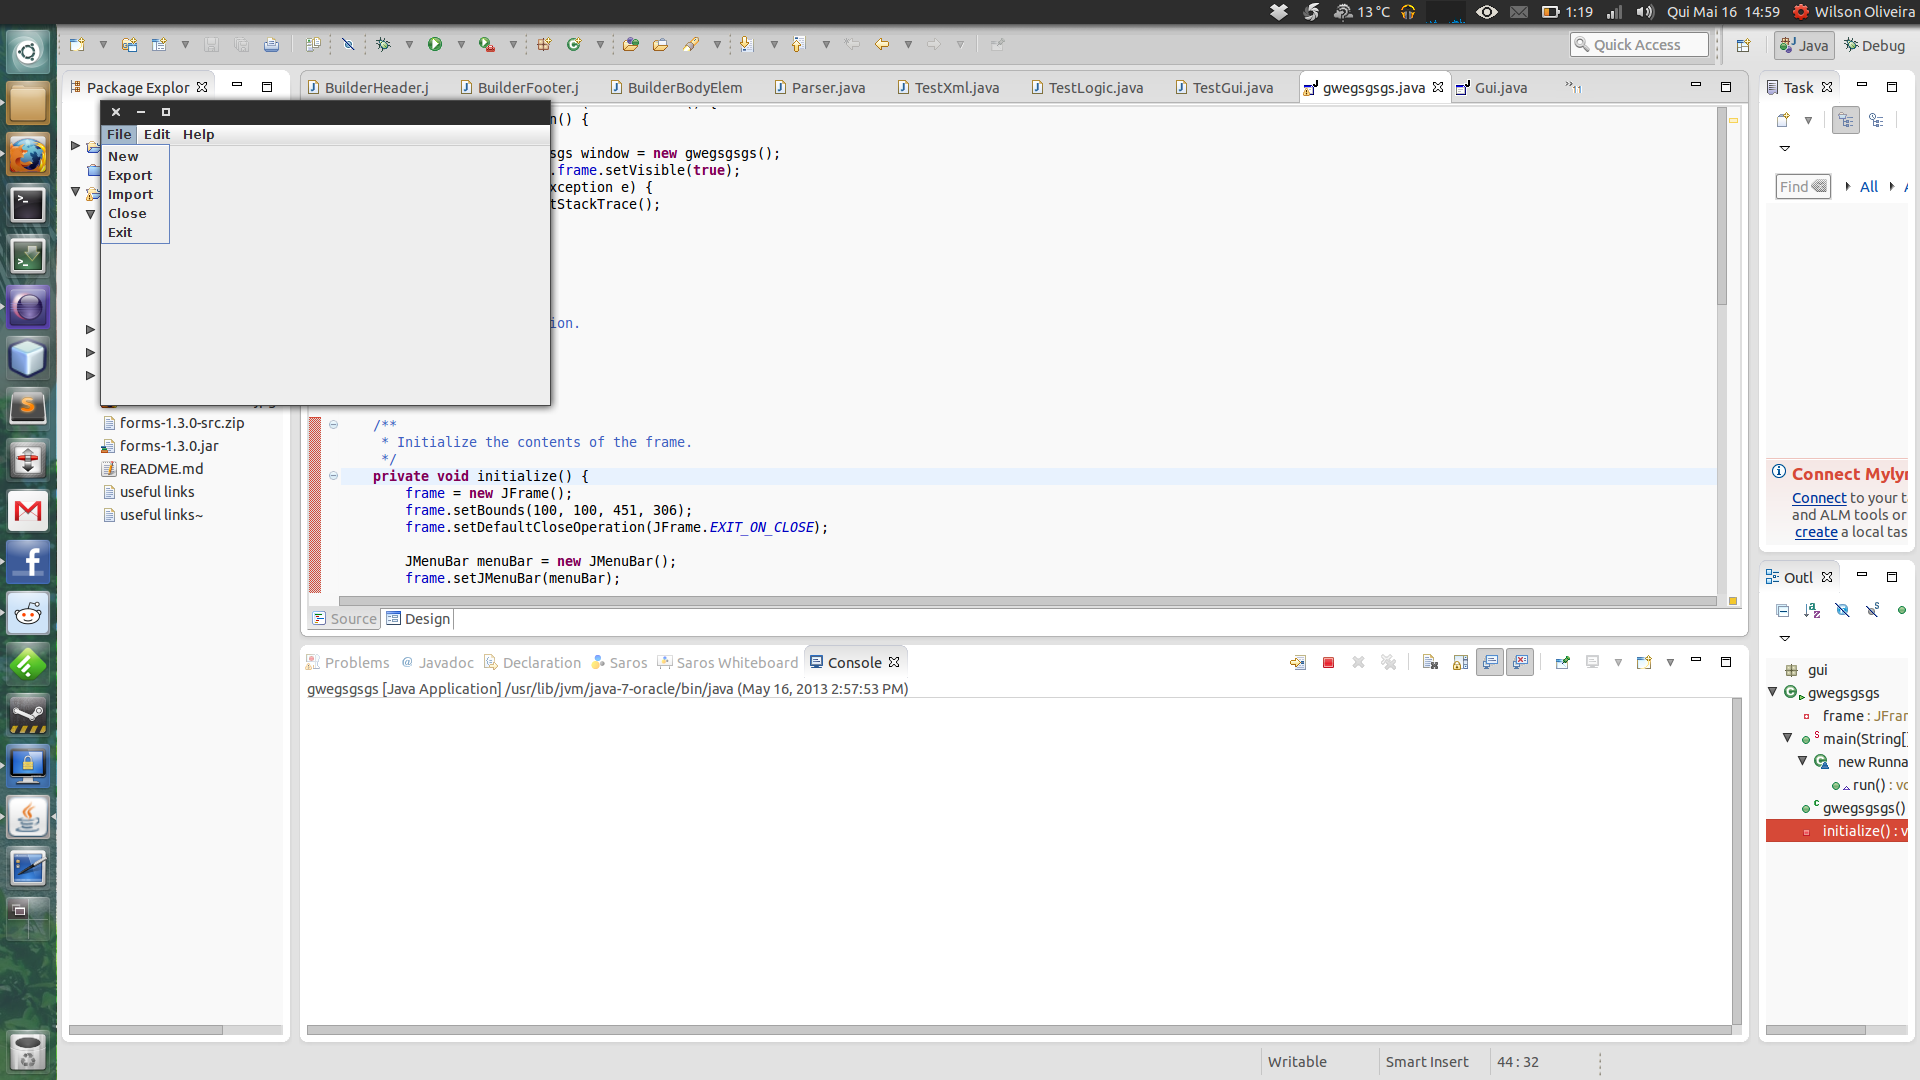 13 °C
1:19
Qui Mai 16 14:59
Wilson Oliveira
Quick Access
Java
Debug
Package Explor
BuilderHeader.j
BuilderFooter.j
BuilderBodyElem
Parser.java
TestXml.java
TestLogic.java
TestGui.java
gwegsgsgs.java
Gui.java
11
Task
File Edit Help
New
Export
Import
Close
Exit
n() {
sgs window = new gwegsgsgs();
.frame.setVisible(true);
xception e) {
tStackTrace();
ion.
/**
* Initialize the contents of the frame.
*/
private void initialize() {
frame = new JFrame();
frame.setBounds(100, 100, 451, 306);
frame.setDefaultCloseOperation(JFrame.EXIT_ON_CLOSE);
JMenuBar menuBar = new JMenuBar();
frame.setJMenuBar(menuBar);
Source
Design
forms-1.3.0-src.zip
forms-1.3.0.jar
README.md
useful links
useful links~
Find
All
Connect Mylyn
Connect to your t
and ALM tools or
create a local tas
Outl
gui
gwegsgsgs
frame : JFrar
main(String[]
new Runna
run() : vo
gwegsgsgs()
initialize() : v
Problems
@ Javadoc
Declaration
Saros
Saros Whiteboard
Console
gwegsgsgs [Java Application] /usr/lib/jvm/java-7-oracle/bin/java (May 16, 2013 2:57:53 PM)
Writable
Smart Insert
44 : 32